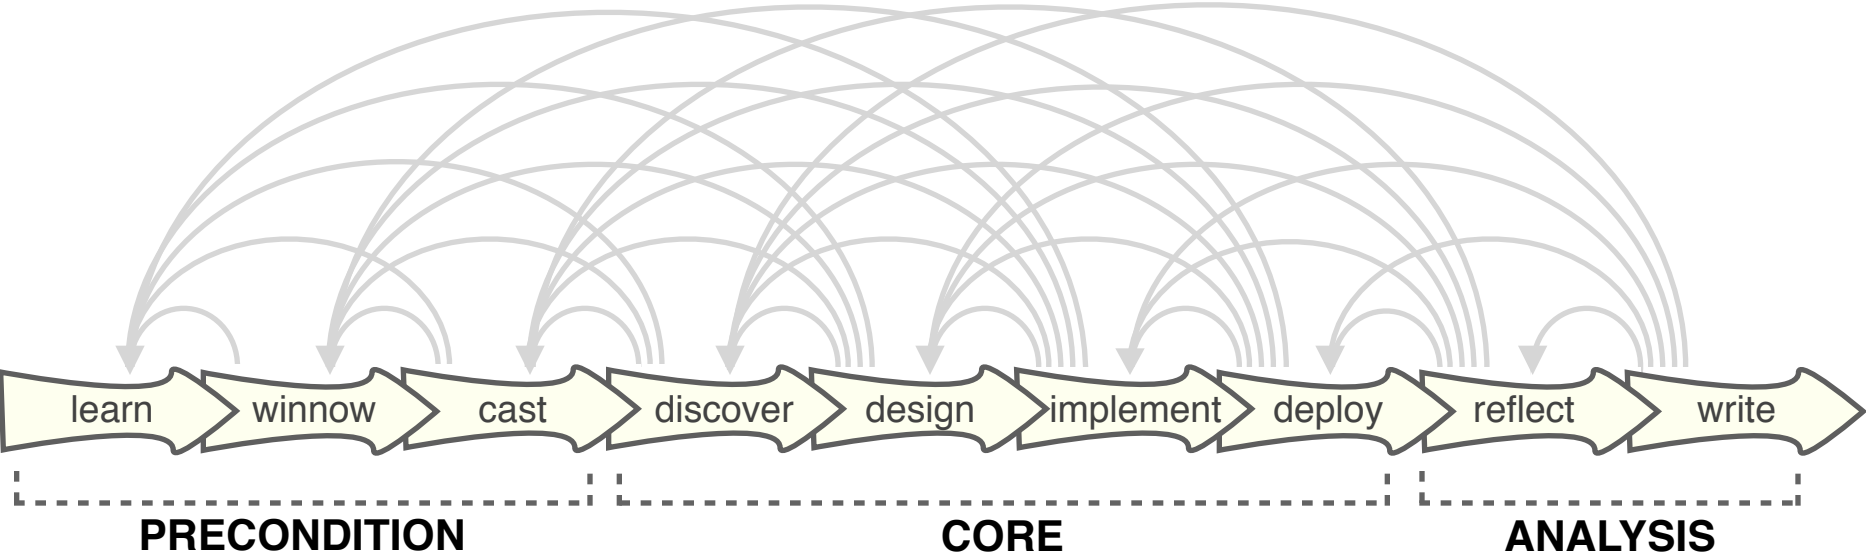 learn winnow cast discover design implement deploy reflect write
PRECONDITION CORE ANALYSIS